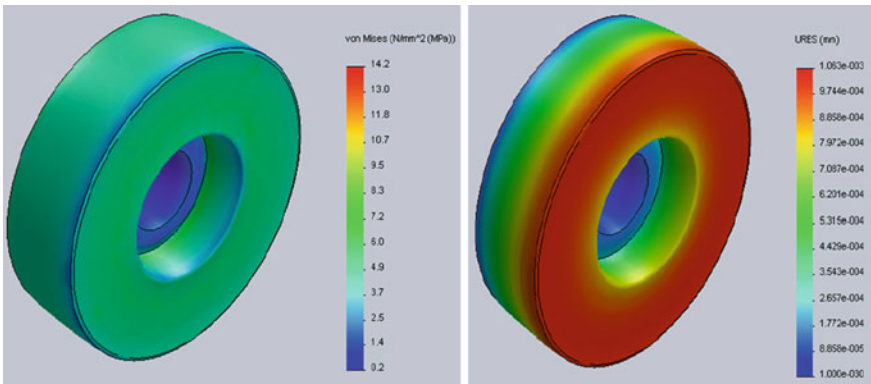 von Mises (N/mm^2 (MPa))
14.2
13.0
11.8
10.7
9.5
8.3
7.2
6.0
4.9
3.7
2.5
1.4
0.2
URES (mm)
1.063e-003
9.744e-004
8.858e-004
7.972e-004
7.087e-004
6.201e-004
5.315e-004
4.429e-004
3.543e-004
2.657e-004
1.772e-004
8.858e-005
1.000e-030